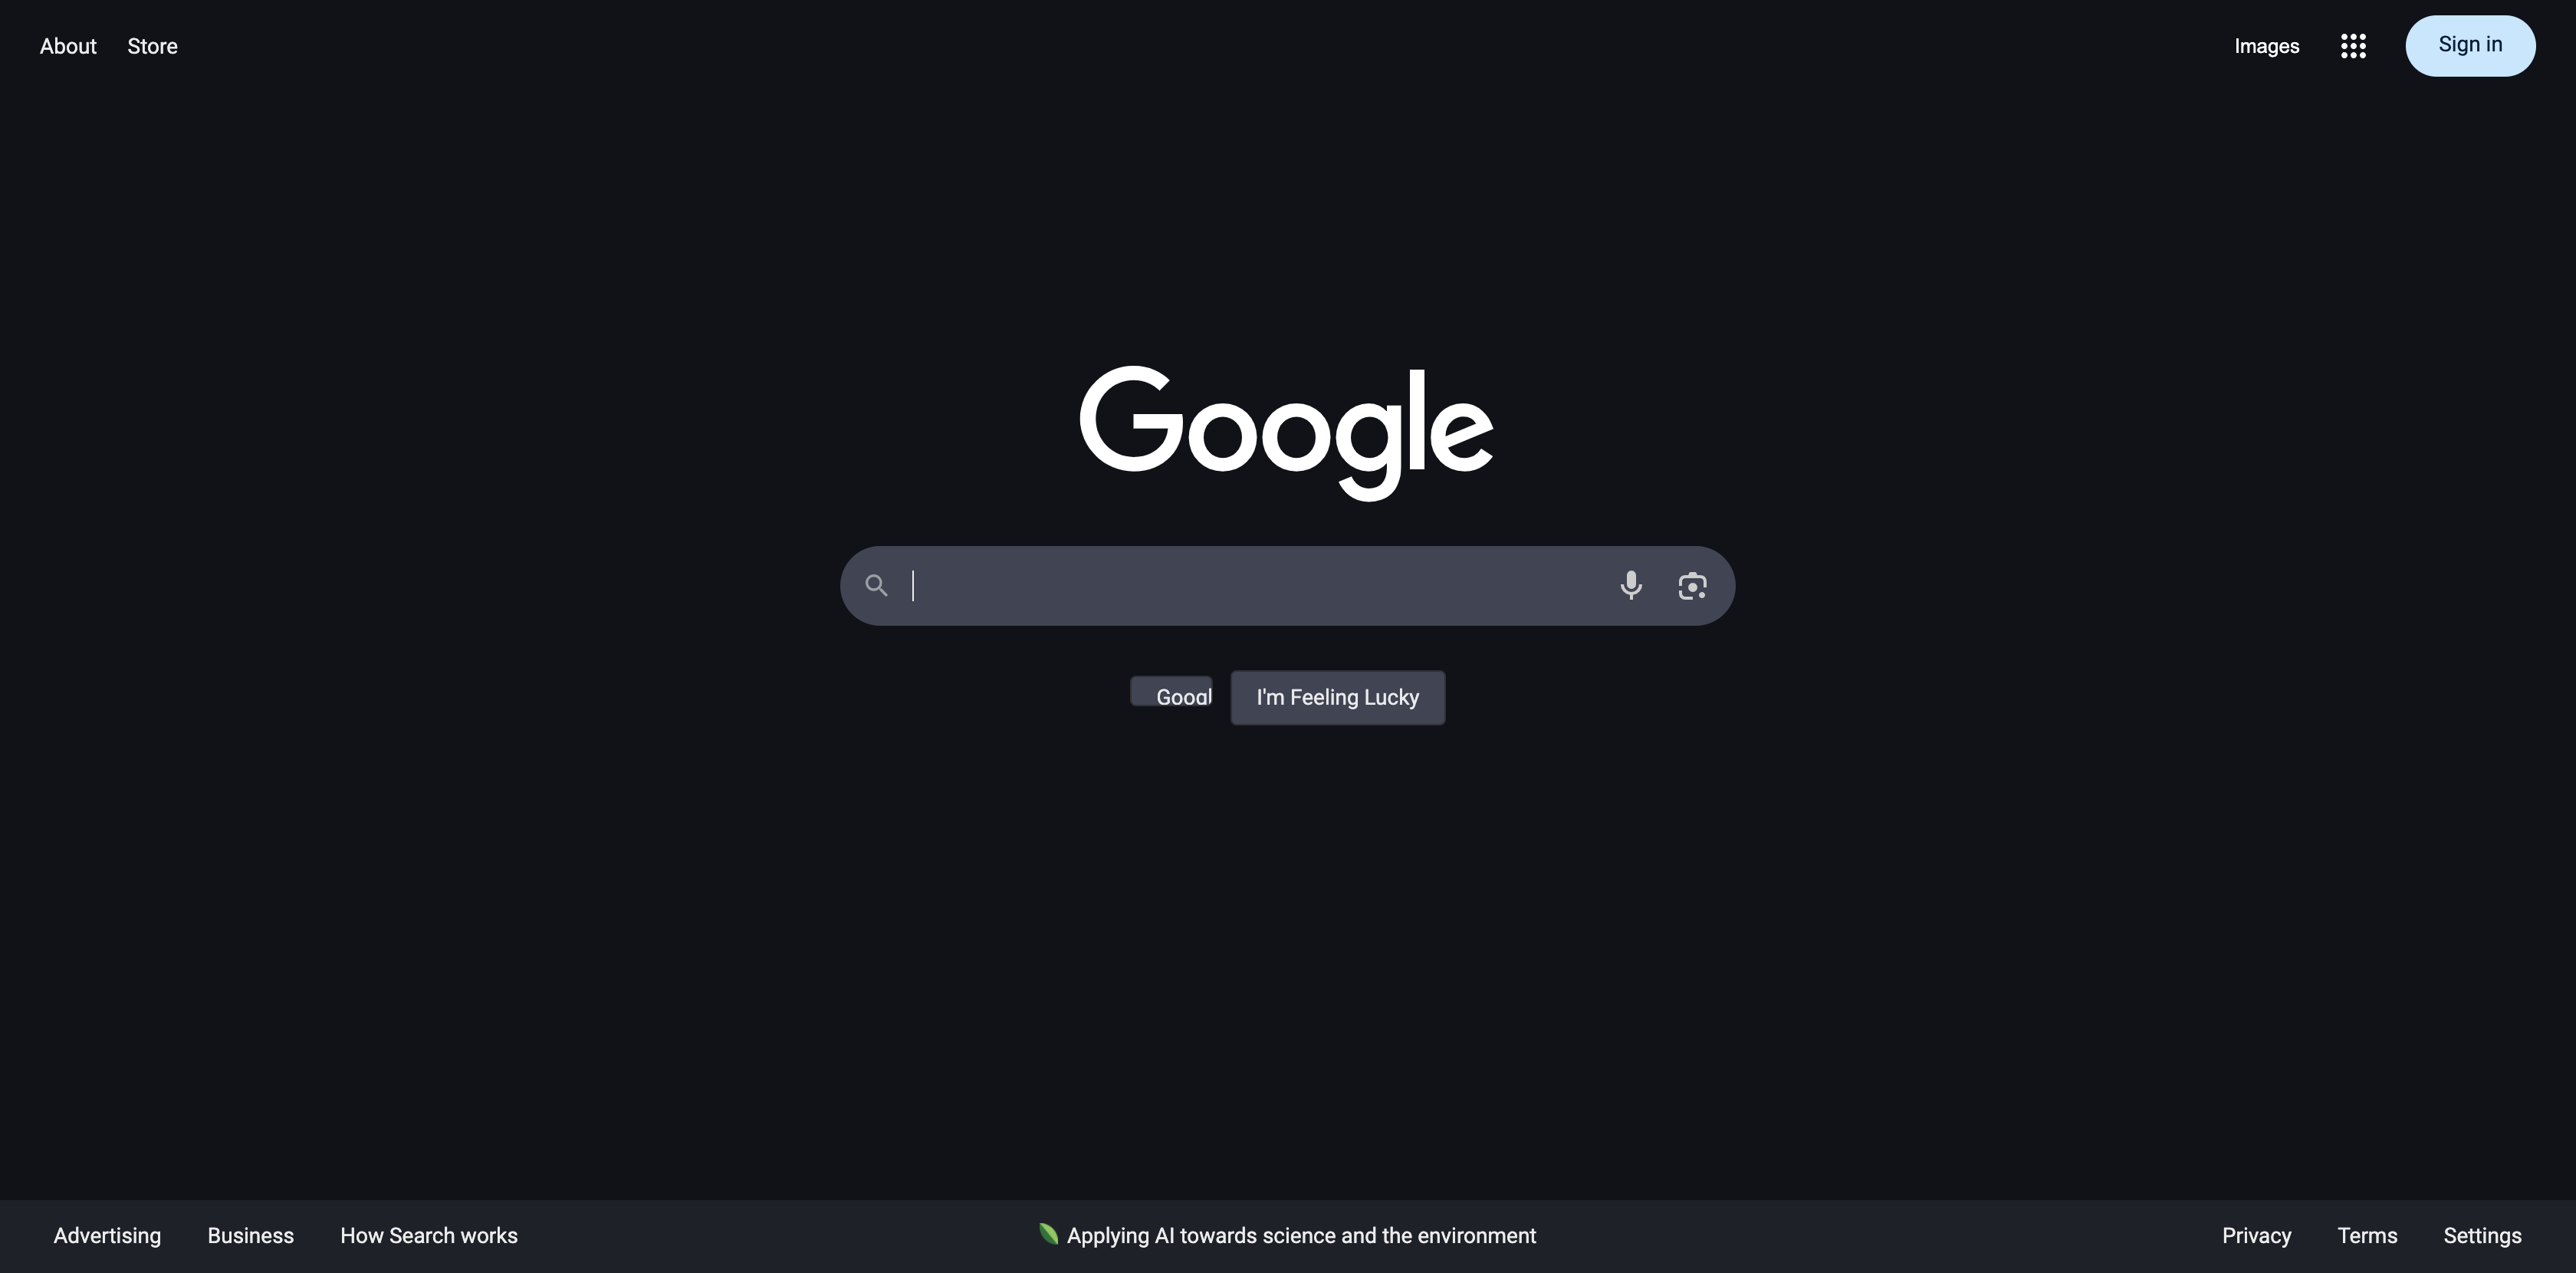 About Store
Images
Sign in
Google
Googl
I'm Feeling Lucky
Advertising Business How Search works
Applying AI towards science and the environment
Privacy Terms Settings